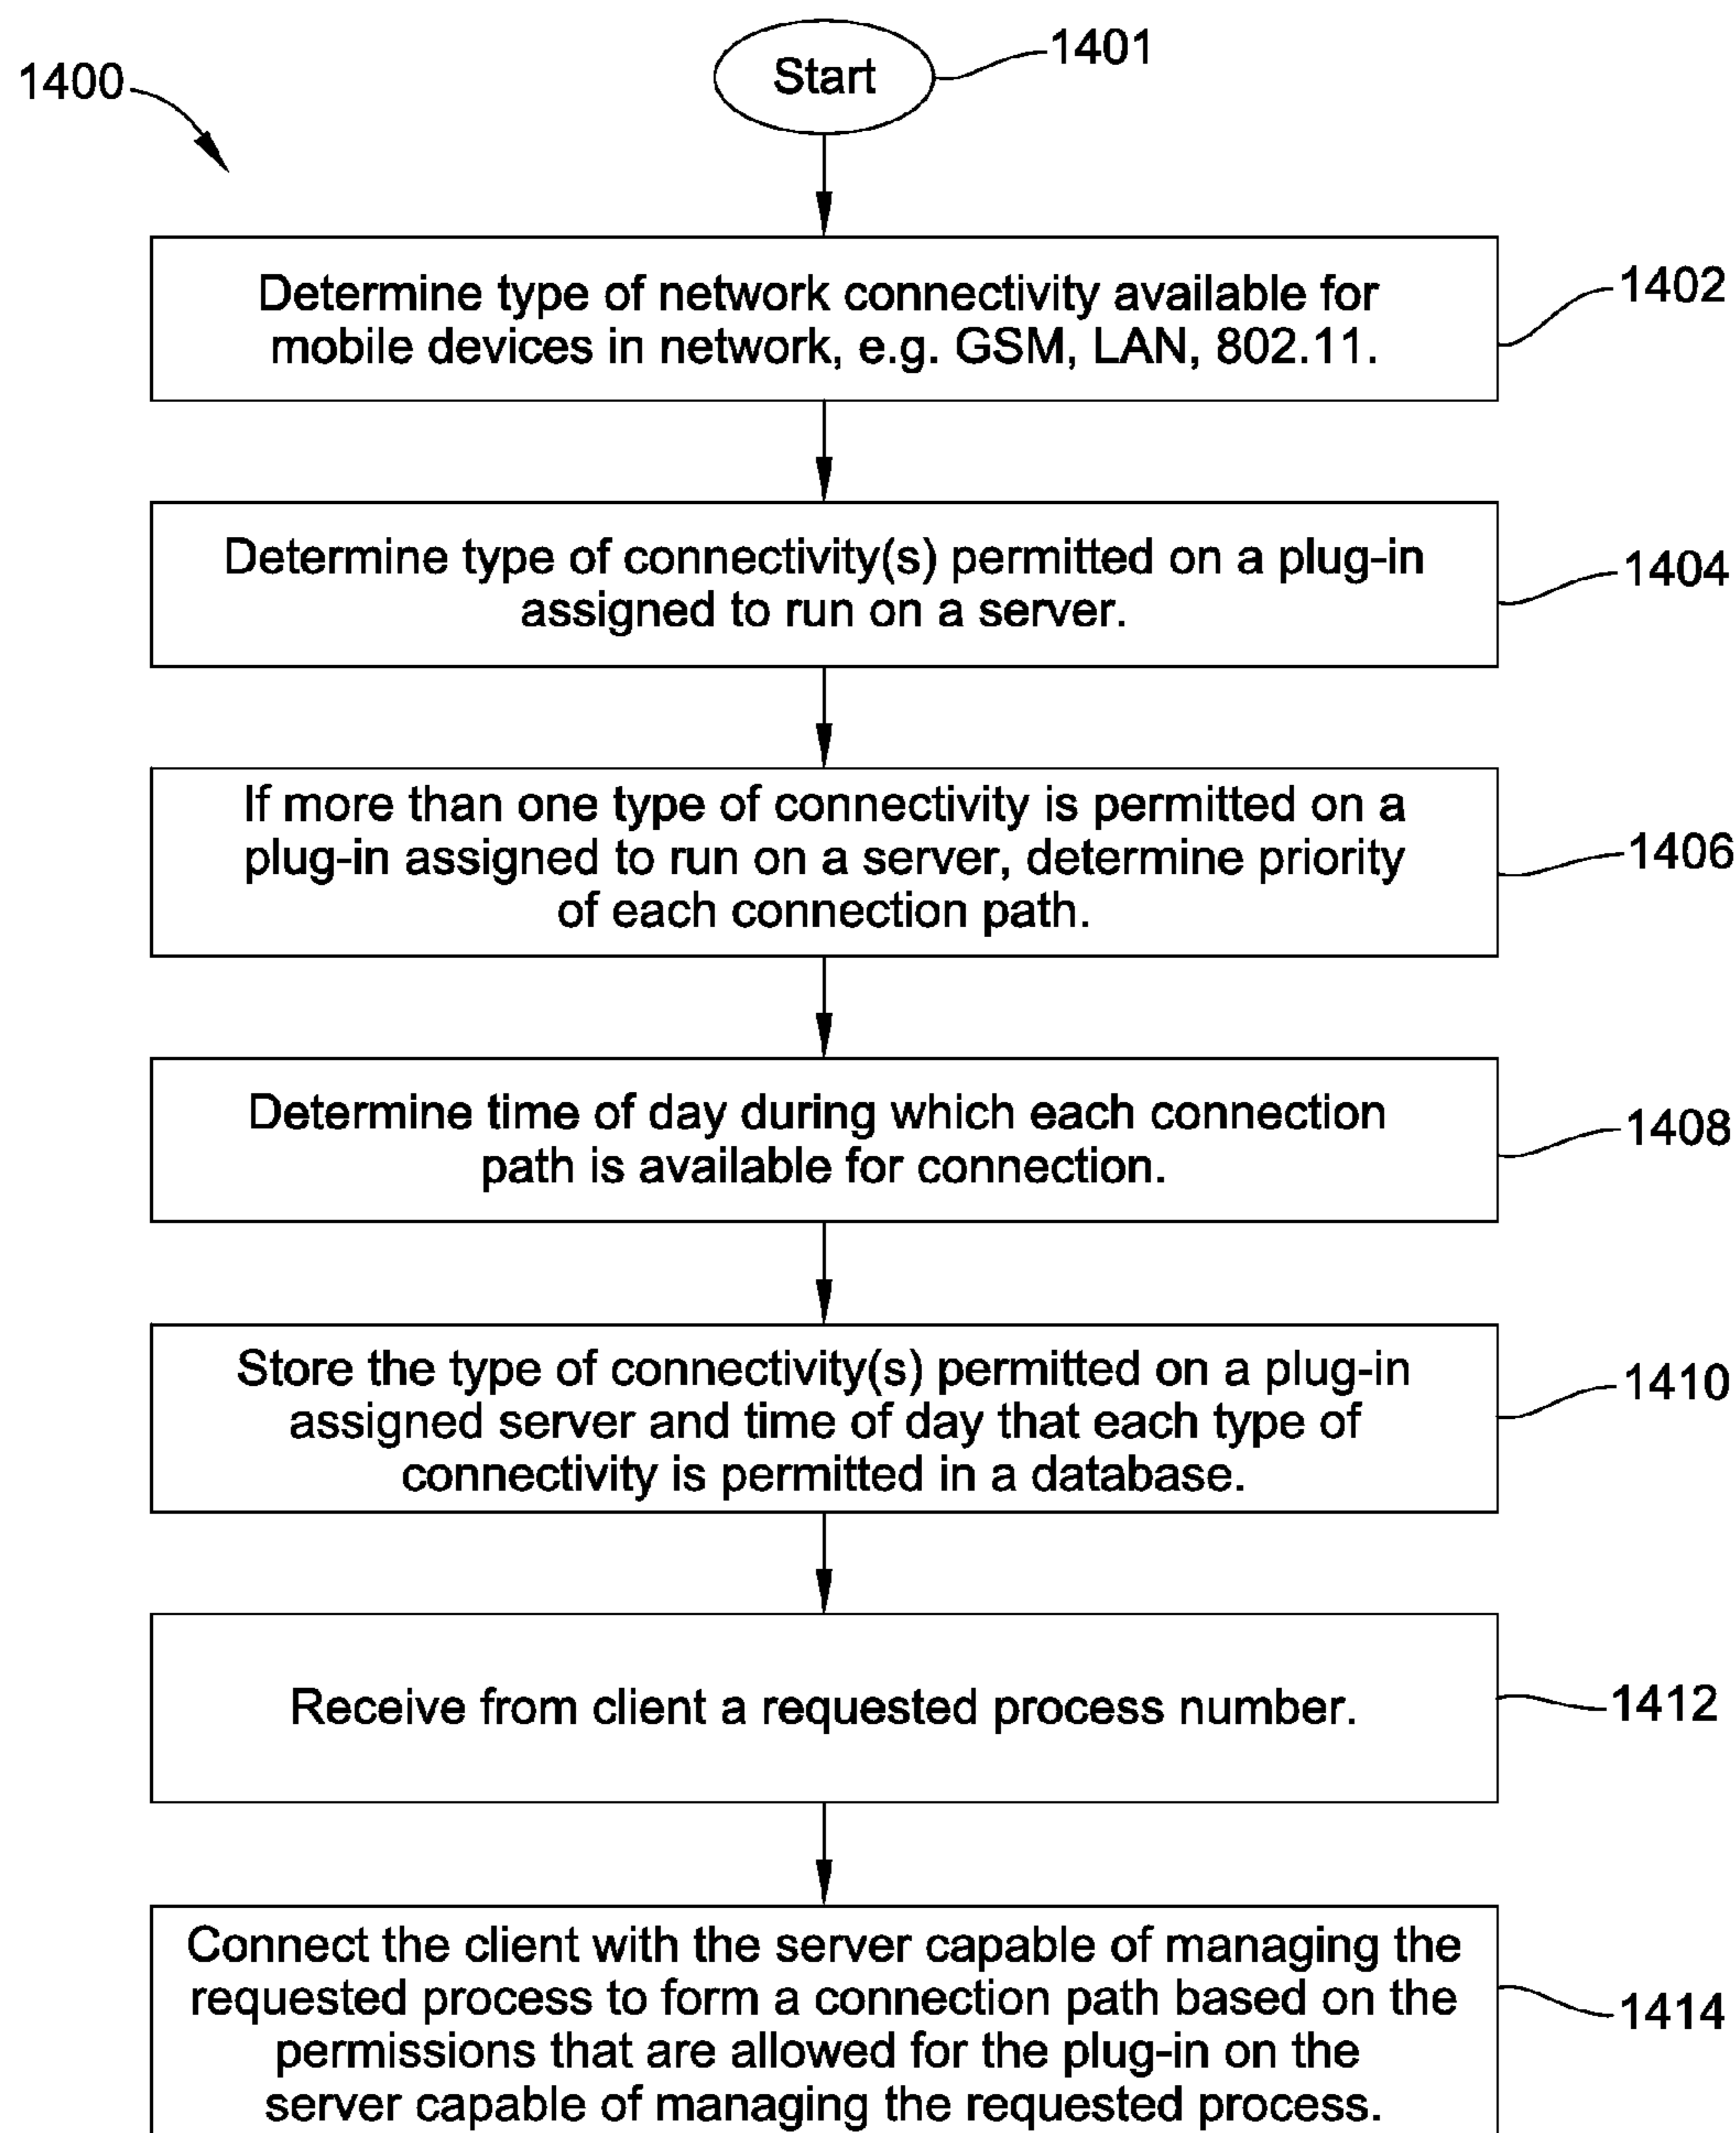 Start
1401
1400
Determine type of network connectivity available for
mobile devices in network, e.g. GSM, LAN, 802.11.
1402
Determine type of connectivity(s) permitted on a plug-in
assigned to run on a server.
1404
If more than one type of connectivity is permitted on a
plug-in assigned to run on a server, determine priority
of each connection path.
1406
Determine time of day during which each connection
path is available for connection.
1408
Store the type of connectivity(s) permitted on a plug-in
assigned server and time of day that each type of
connectivity is permitted in a database.
1410
Receive from client a requested process number.
1412
Connect the client with the server capable of managing the
requested process to form a connection path based on the
permissions that are allowed for the plug-in on the
server capable of managing the requested process.
1414